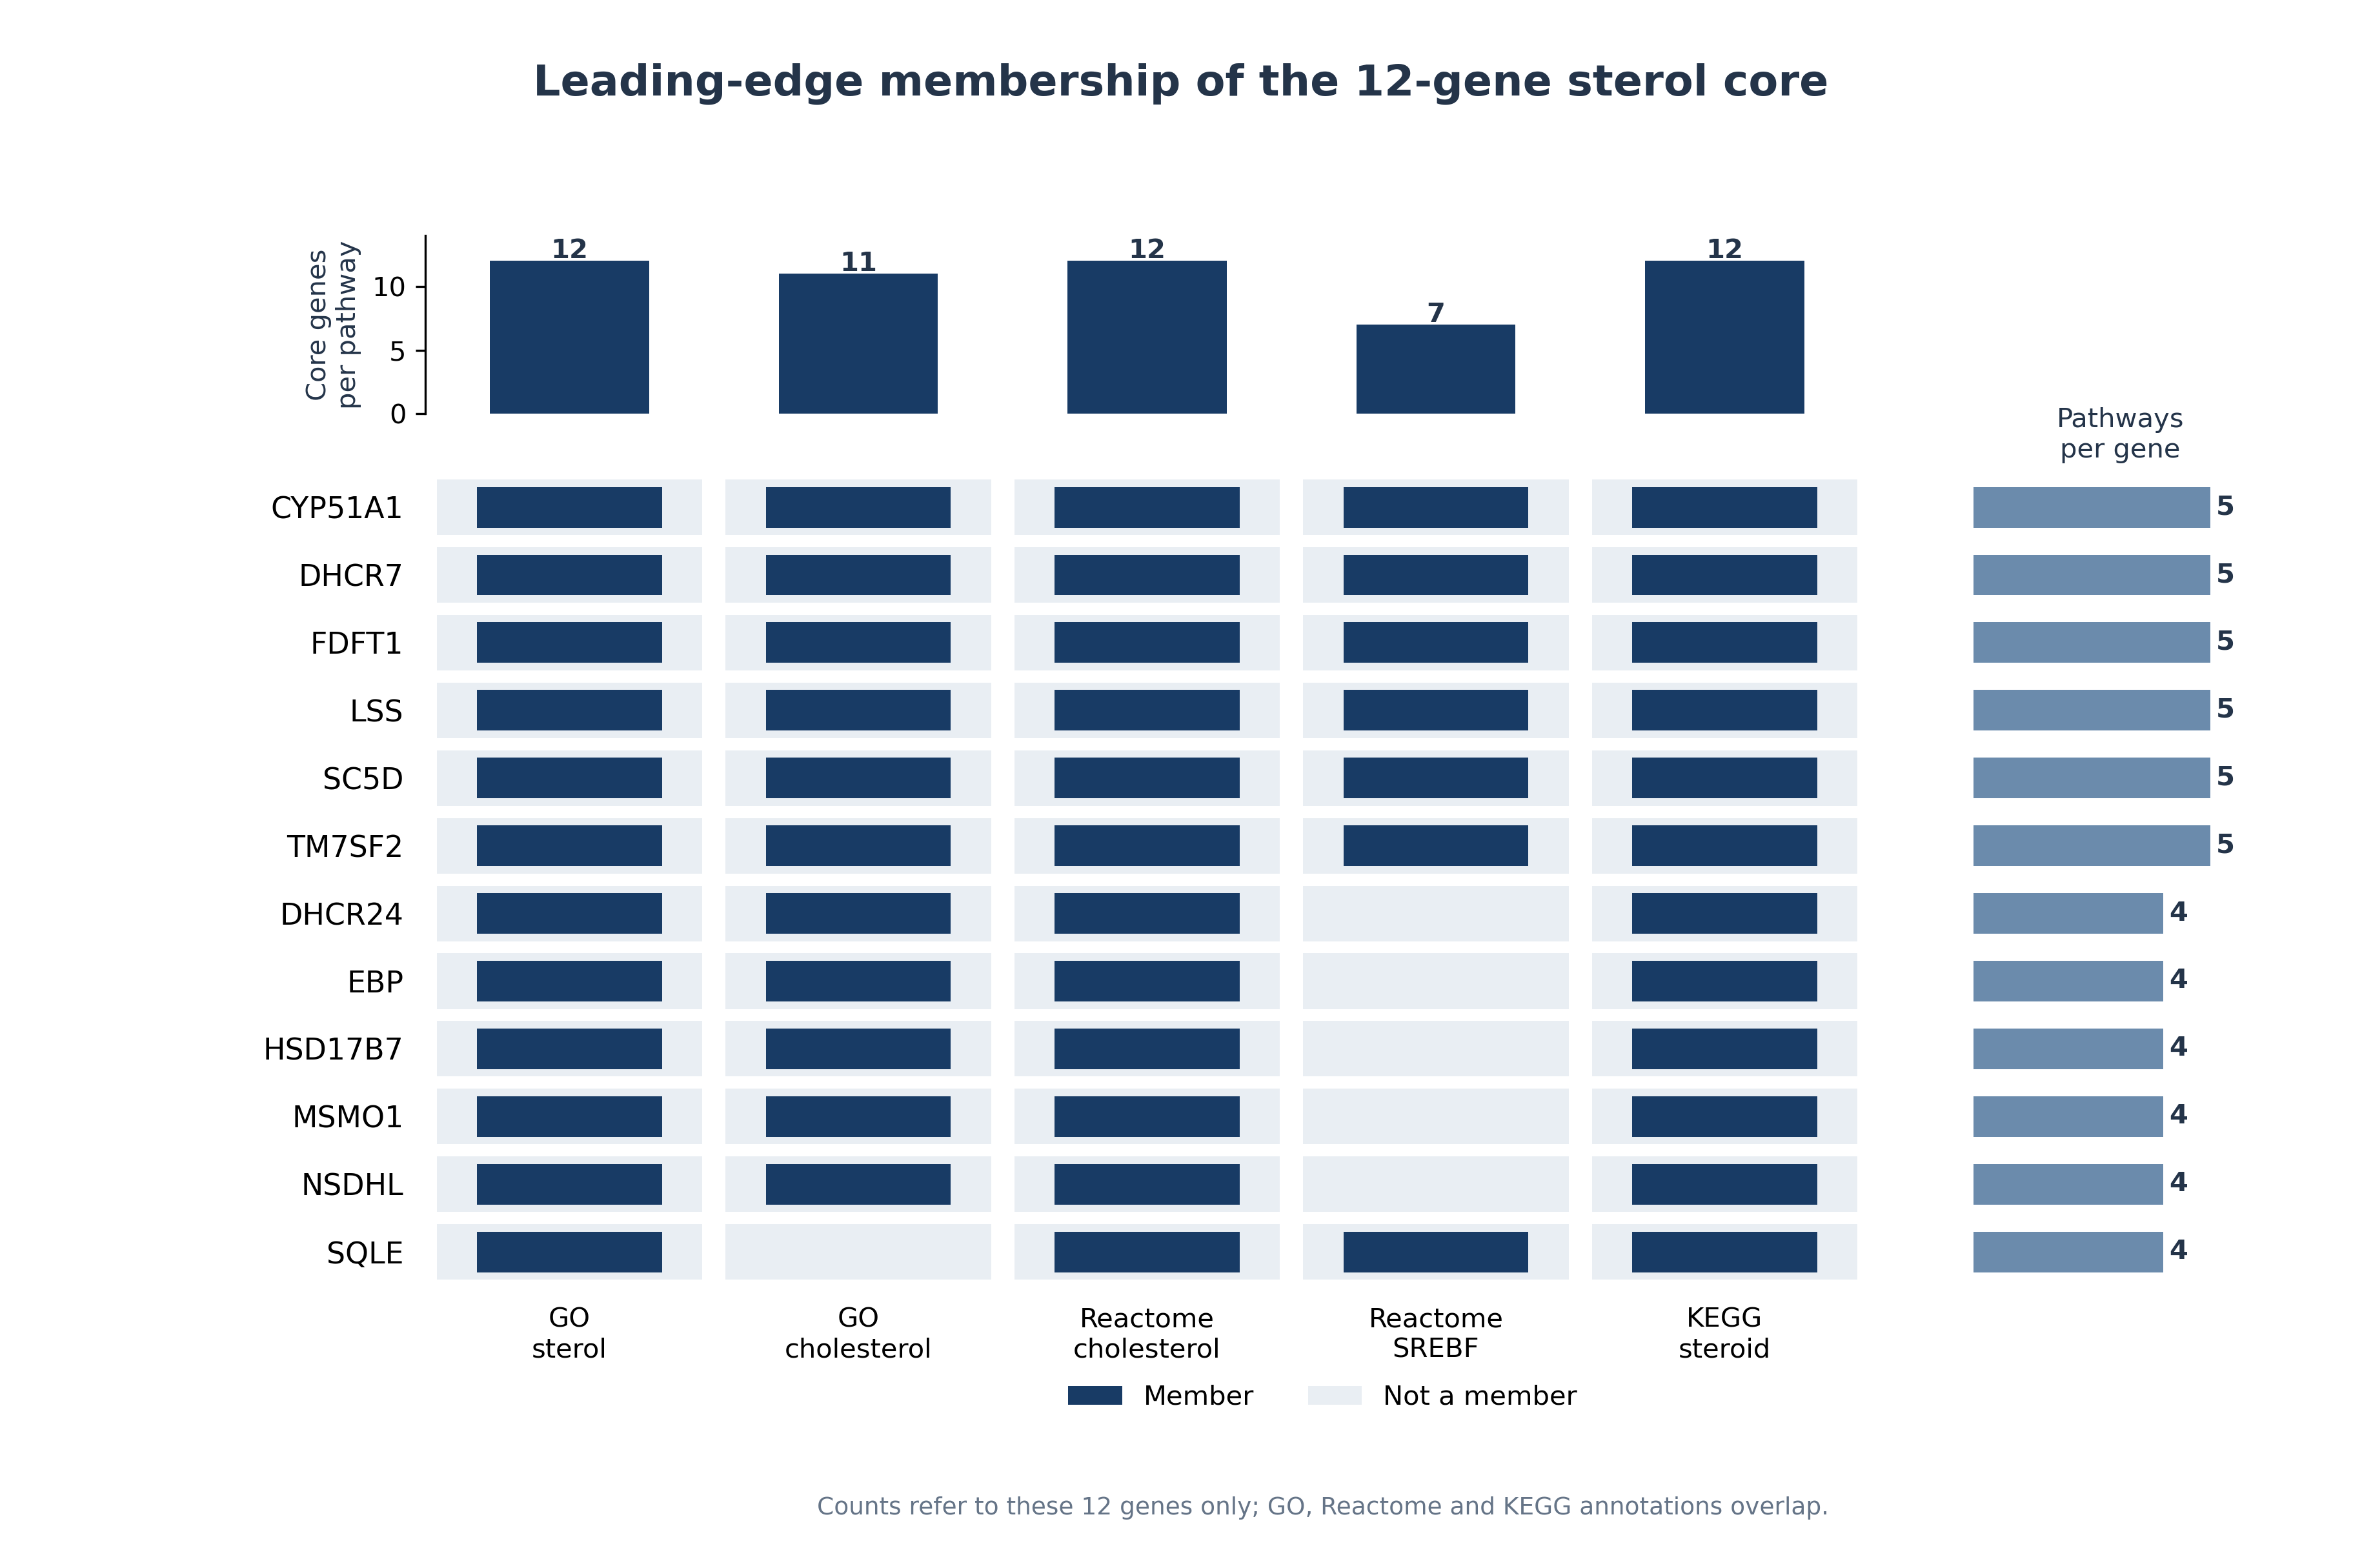 Leading-edge membership of the 12-gene sterol core
Core genes
per pathway
10
5
0
12
11
12
7
12
Pathways
per gene
CYP51A1
5
DHCR7
5
FDFT1
5
LSS
5
SC5D
5
TM7SF2
5
DHCR24
4
EBP
4
HSD17B7
4
MSMO1
4
NSDHL
4
SQLE
4
GO
sterol
GO
cholesterol
Reactome
cholesterol
Reactome
SREBF
KEGG
steroid
Member
Not a member
Counts refer to these 12 genes only; GO, Reactome and KEGG annotations overlap.